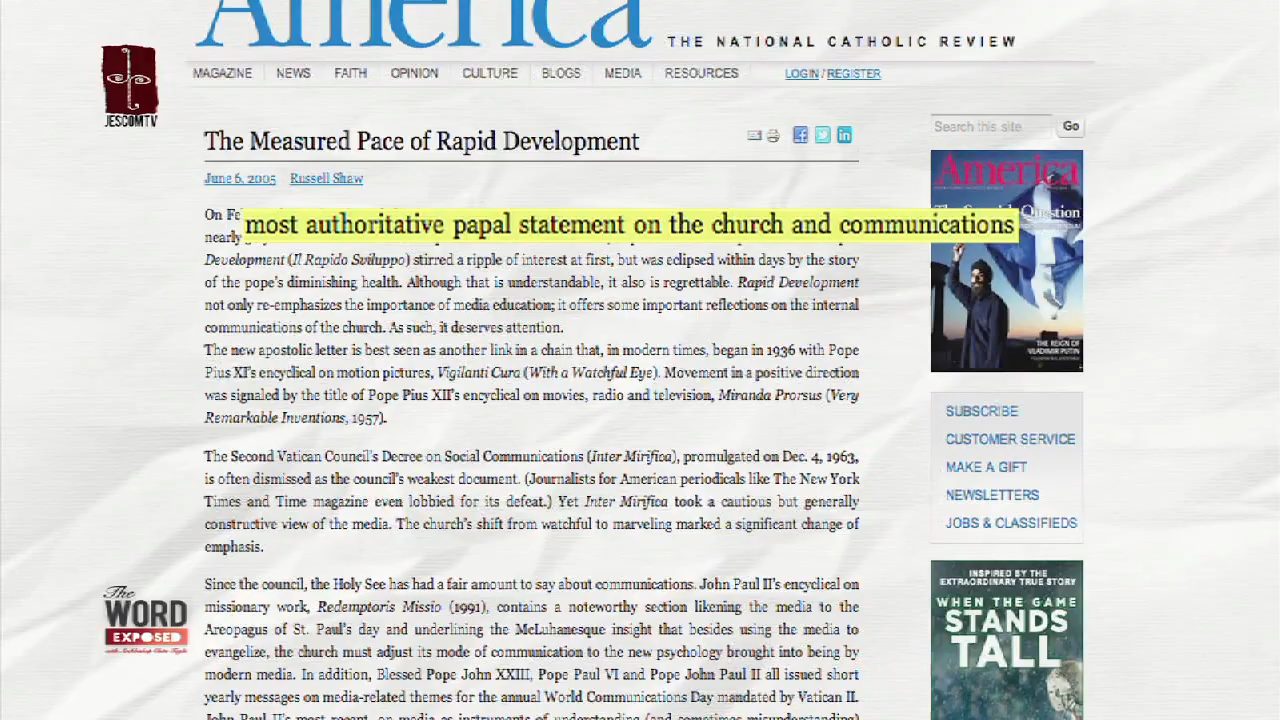 America
THE NATIONAL CATHOLIC REVIEW
MAGAZINE NEWS FAITH OPINION CULTURE BLOGS MEDIA RESOURCES LOGIN / REGISTER
JESCOMTV
The Measured Pace of Rapid Development
Search this site Go
June 6, 2005 Russell Shaw
On Fe
most authoritative papal statement on the church and communications
nearly
Development (Il Rapido Sviluppo) stirred a ripple of interest at first, but was eclipsed within days by the story
of the pope's diminishing health. Although that is understandable, it also is regrettable. Rapid Development
not only re-emphasizes the importance of media education; it offers some important reflections on the internal
communications of the church. As such, it deserves attention.
The new apostolic letter is best seen as another link in a chain that, in modern times, began in 1936 with Pope
Pius XI's encyclical on motion pictures, Vigilanti Cura (With a Watchful Eye). Movement in a positive direction
was signaled by the title of Pope Pius XII's encyclical on movies, radio and television, Miranda Prorsus (Very
Remarkable Inventions, 1957).
The Second Vatican Council's Decree on Social Communications (Inter Mirifica), promulgated on Dec. 4, 1963,
is often dismissed as the council's weakest document. (Journalists for American periodicals like The New York
Times and Time magazine even lobbied for its defeat.) Yet Inter Mirifica took a cautious but generally
constructive view of the media. The church's shift from watchful to marveling marked a significant change of
emphasis.
Since the council, the Holy See has had a fair amount to say about communications. John Paul II's encyclical on
missionary work, Redemptoris Missio (1991), contains a noteworthy section likening the media to the
Areopagus of St. Paul's day and underlining the McLuhanesque insight that besides using the media to
evangelize, the church must adjust its mode of communication to the new psychology brought into being by
modern media. In addition, Blessed Pope John XXIII, Pope Paul VI and Pope John Paul II all issued short
yearly messages on media-related themes for the annual World Communications Day mandated by Vatican II.
John Paul II's most recent, on media as instruments of understanding (and sometimes misunderstanding)
America
Question
THE REIGN OF
VLADIMIR PUTIN
SUBSCRIBE
CUSTOMER SERVICE
MAKE A GIFT
NEWSLETTERS
JOBS & CLASSIFIEDS
INSPIRED BY THE
EXTRAORDINARY TRUE STORY
WHEN THE GAME
STANDS
TALL
The
WORD
EXPOSED